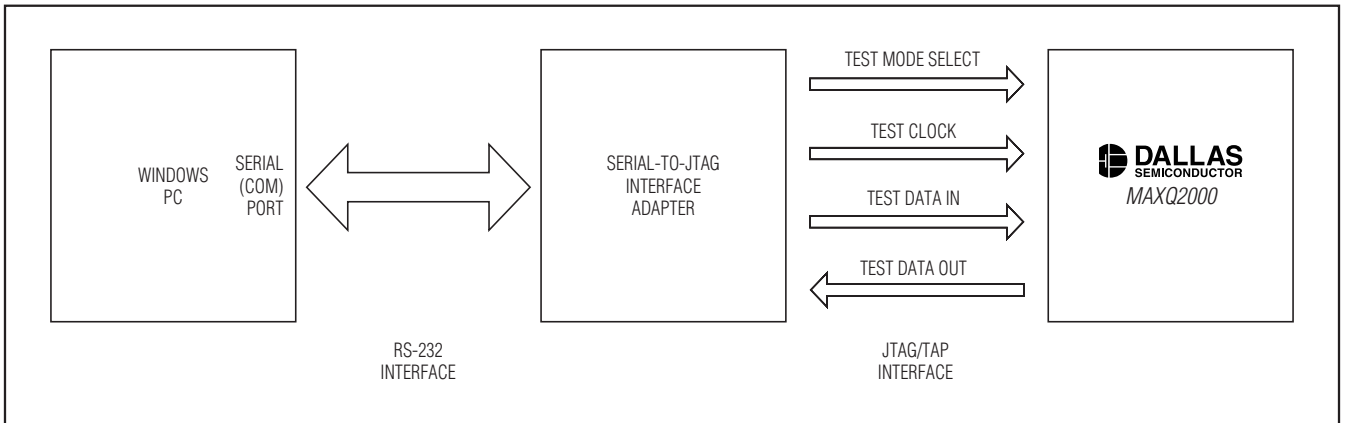 WINDOWS
PC
SERIAL
(COM)
PORT
RS-232
INTERFACE
SERIAL-TO-JTAG
INTERFACE
ADAPTER
TEST MODE SELECT
TEST CLOCK
TEST DATA IN
TEST DATA OUT
JTAG/TAP
INTERFACE
DALLAS
SEMICONDUCTOR
MAXQ2000